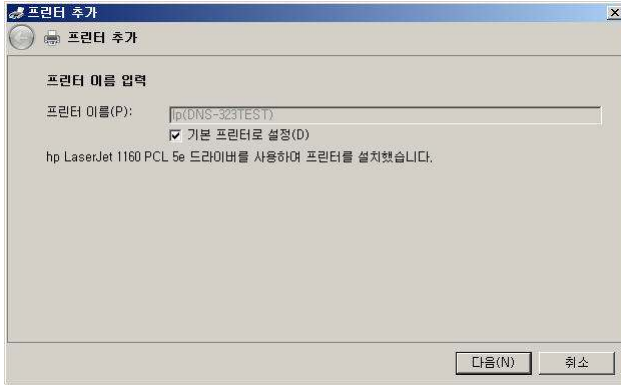 프린터 추가
프린터 추가
프린터 이름 입력
프린터 이름(P):
lp(DNS-323TEST)
기본 프린터로 설정(D)
hp LaserJet 1160 PCL 5e 드라이버를 사용하여 프린터를 설치했습니다.
다음(N)
취소